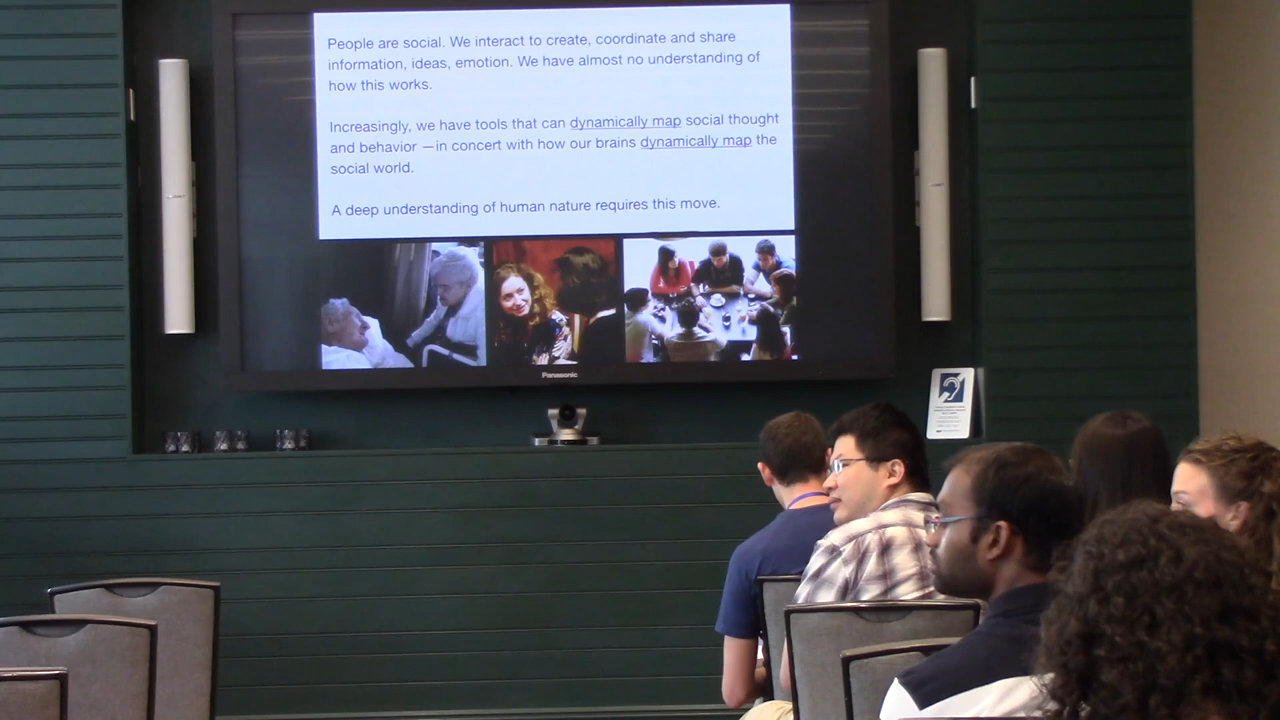 People are social. We interact to create, coordinate and share
information, ideas, emotion. We have almost no understanding of
how this works.
Increasingly, we have tools that can dynamically map social thought
and behavior —in concert with how our brains dynamically map the
social world.
A deep understanding of human nature requires this move.
Panasonic